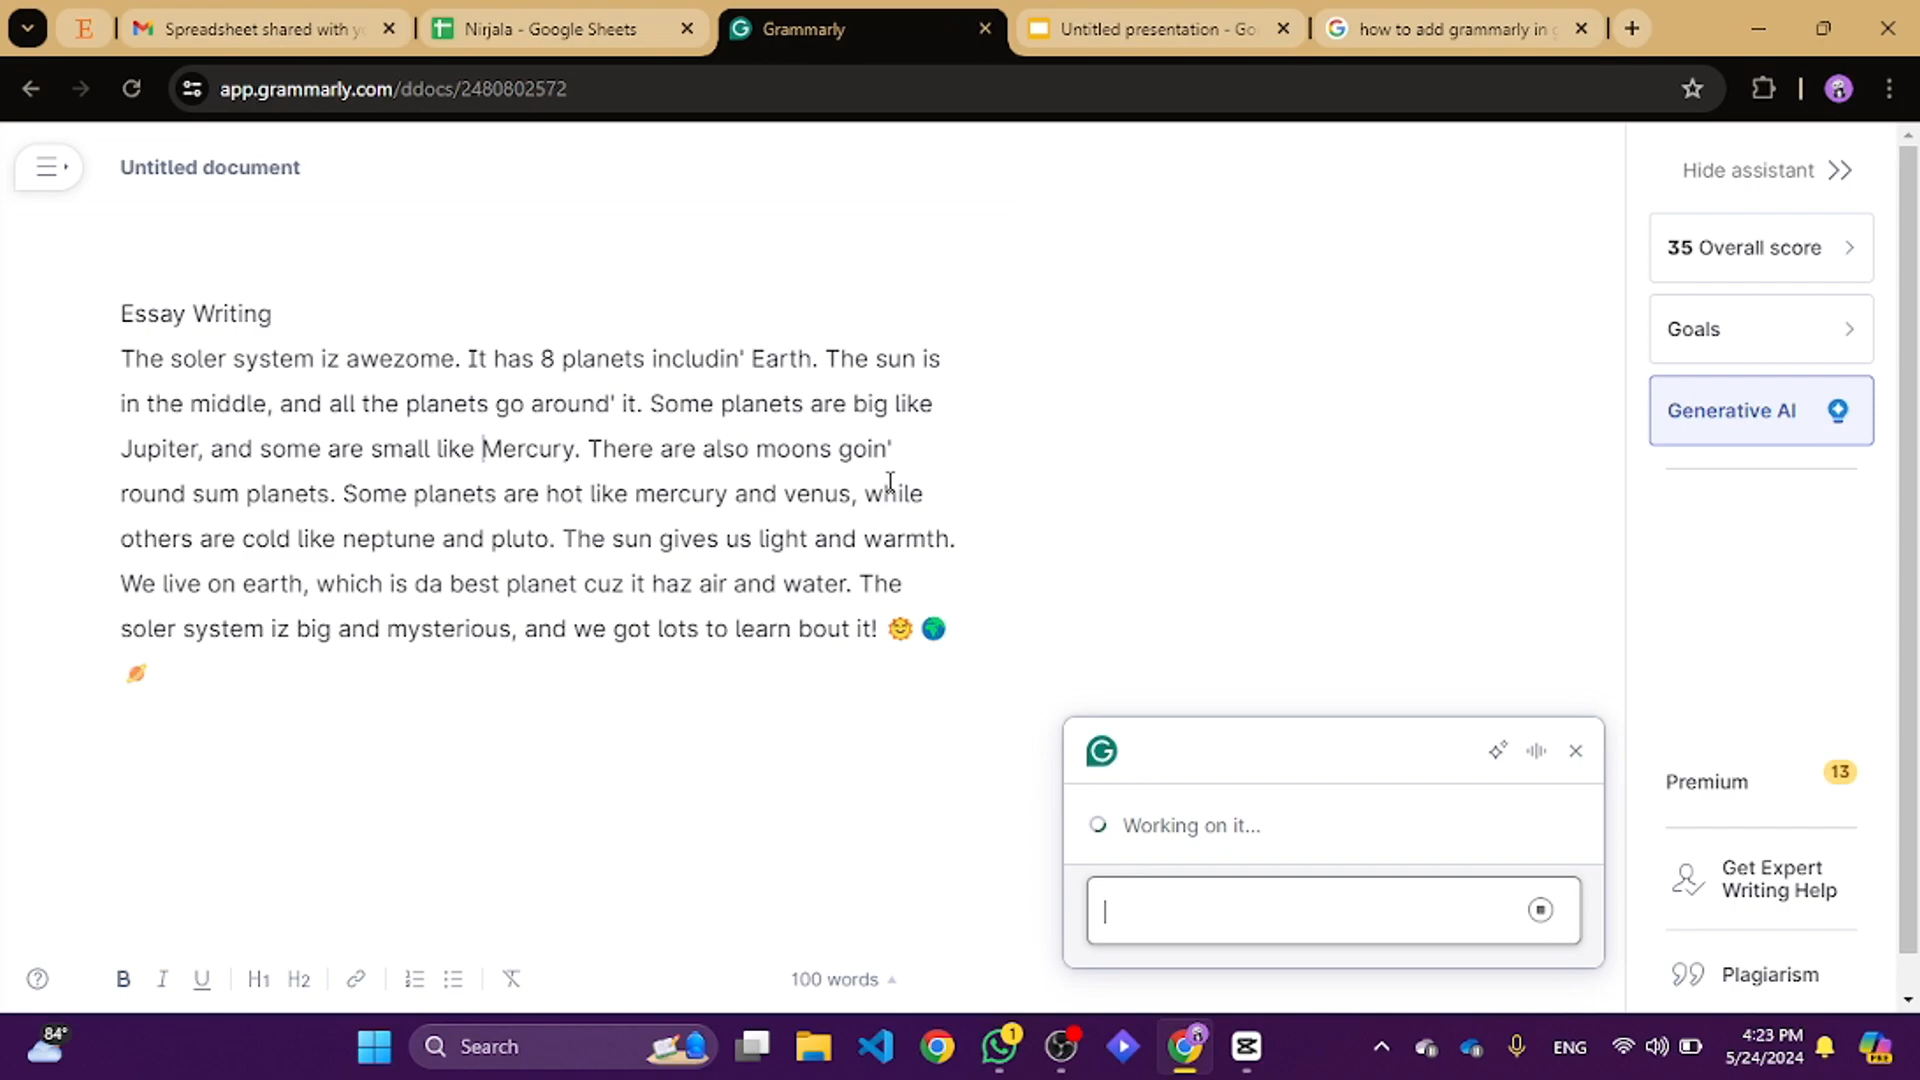 Spreadsheet shared with yo
Nirjala - Google Sheets
Grammarly
Untitled presentation - Go
how to add grammarly in g
app.grammarly.com/ddocs/2480802572
Untitled document
Hide assistant
35 Overall score
Goals
Generative AI
Essay Writing
The soler system iz awezome. It has 8 planets includin' Earth. The sun is
in the middle, and all the planets go around' it. Some planets are big like
Jupiter, and some are small like Mercury. There are also moons goin'
round sum planets. Some planets are hot like mercury and venus, while
others are cold like neptune and pluto. The sun gives us light and warmth.
We live on earth, which is da best planet cuz it haz air and water. The
soler system iz big and mysterious, and we got lots to learn bout it!
Working on it...
Premium
13
Get Expert
Writing Help
Plagiarism
B I U H1 H2
100 words
84°
Search
1
ENG
4:23 PM
5/24/2024